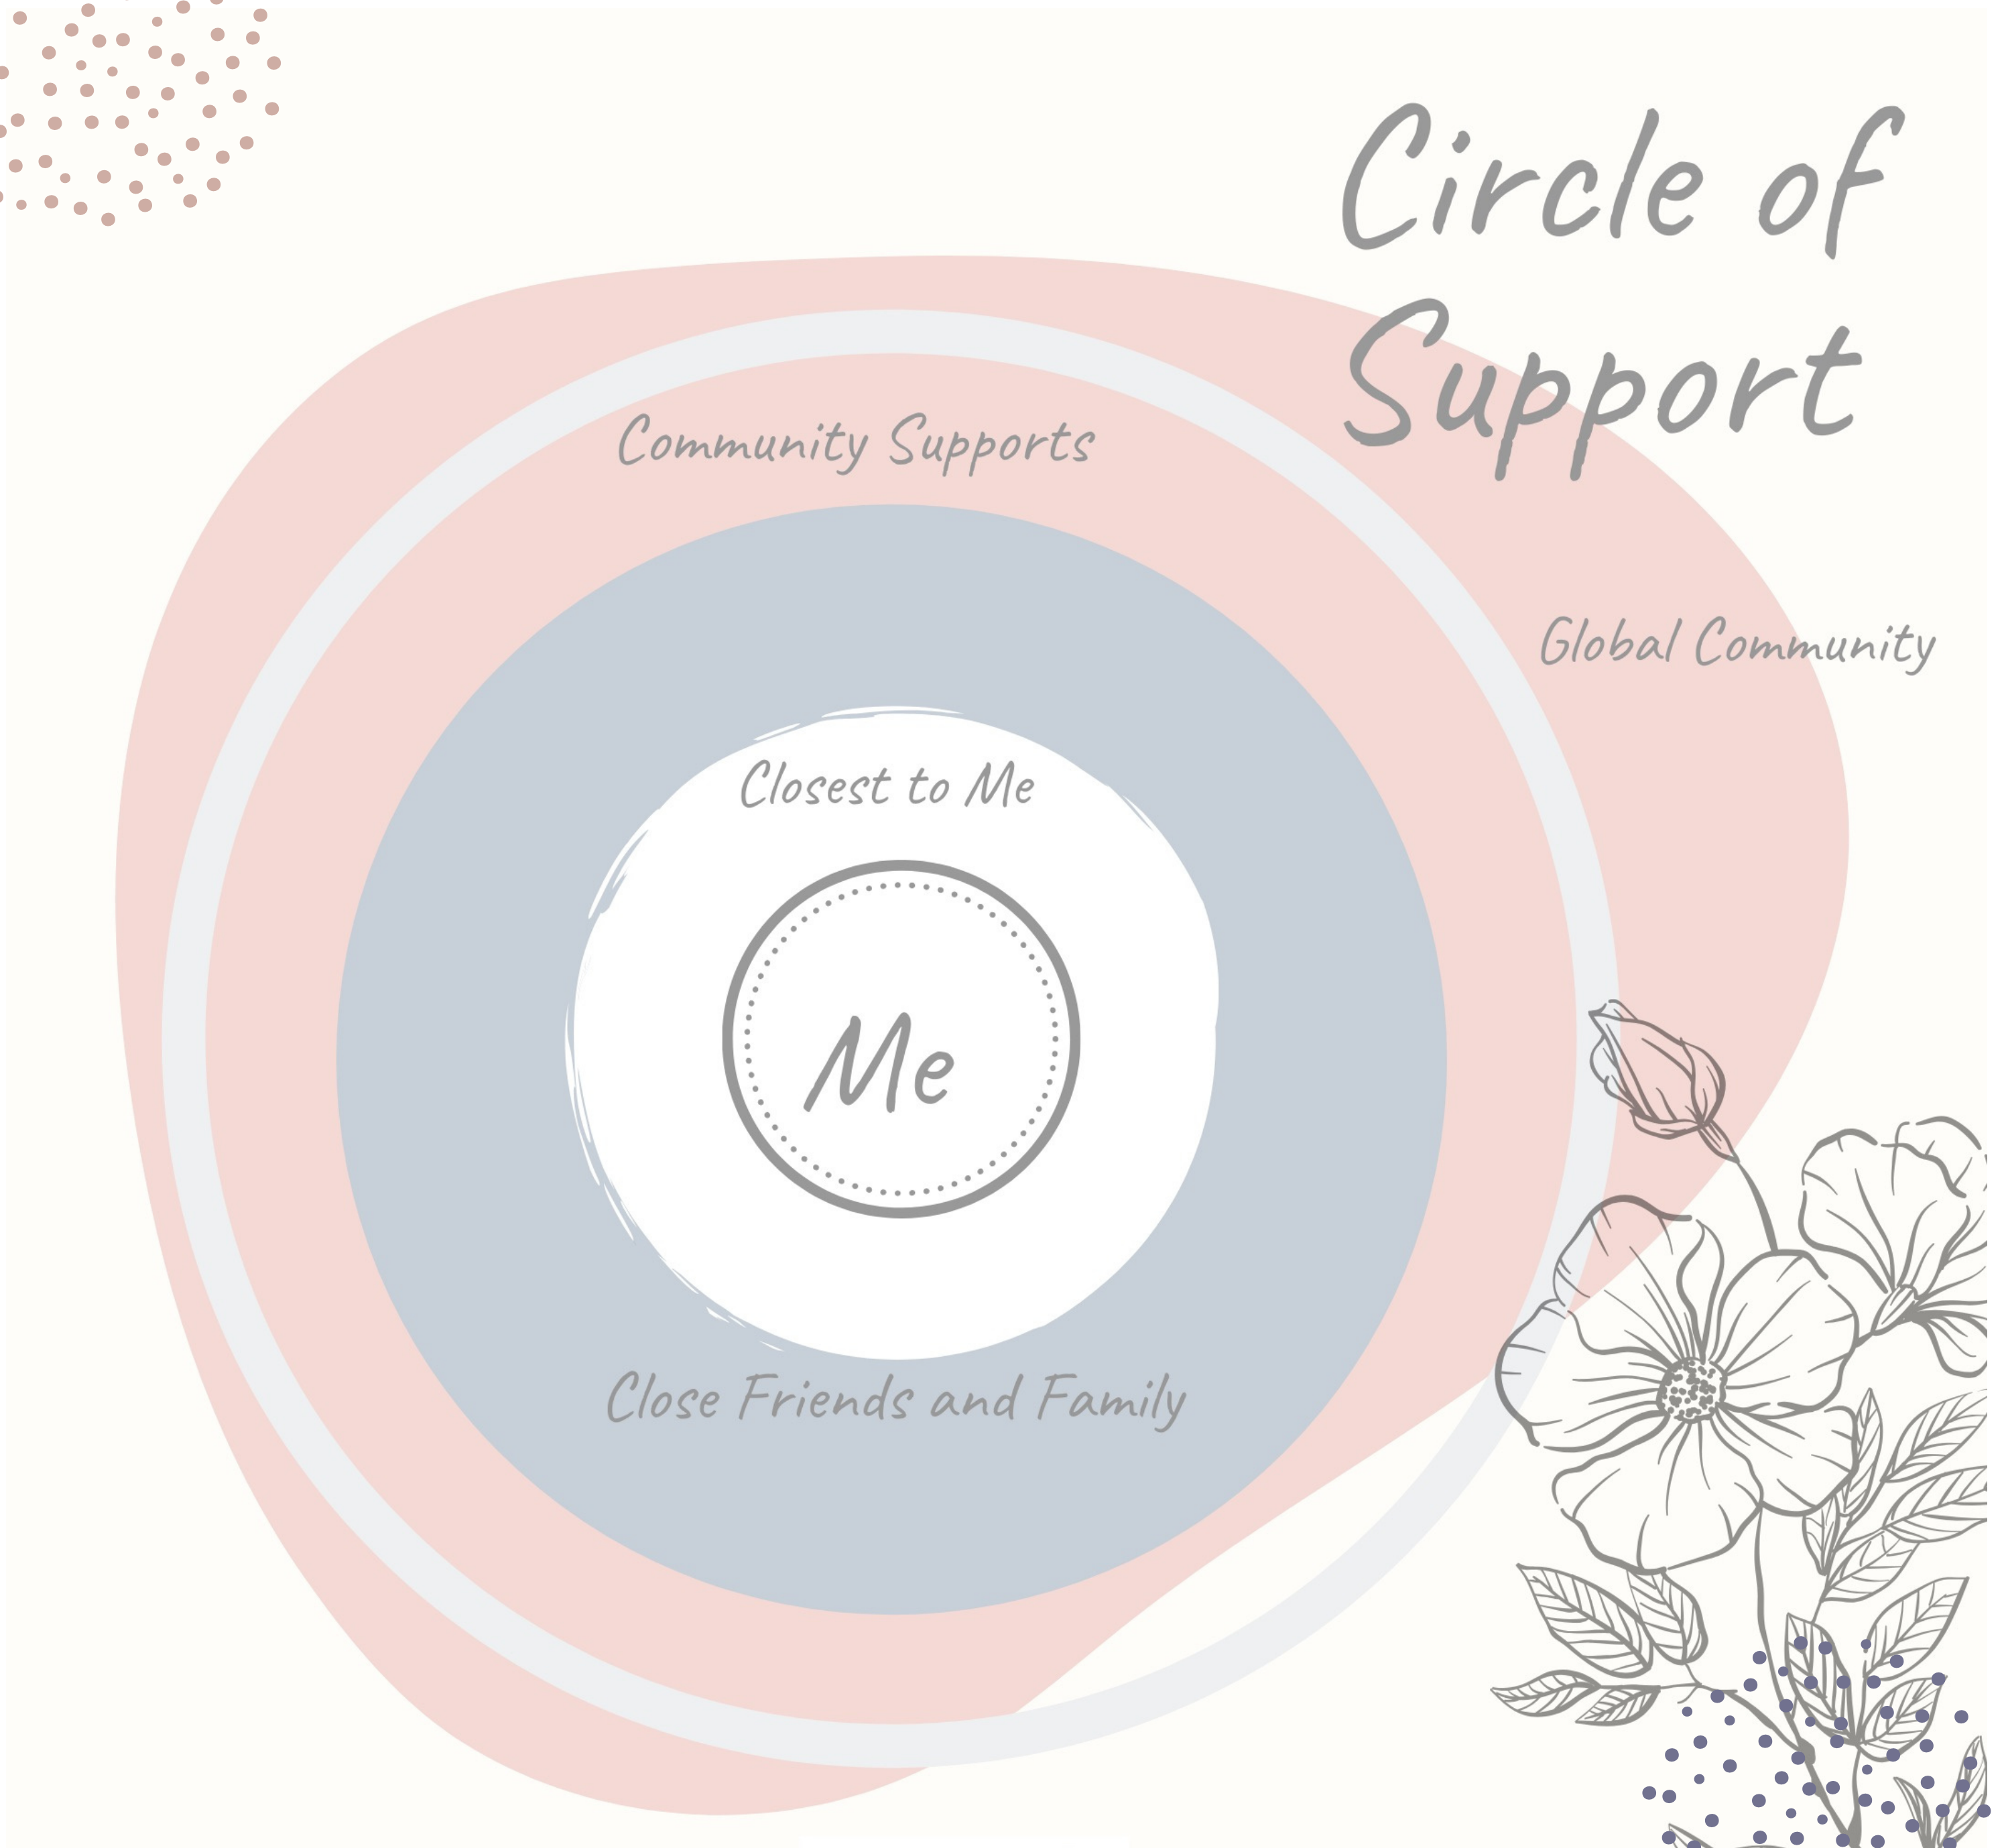 Circle of
Support
Community Supports
Global Community
Closest to Me
Me
Close Friends and Family